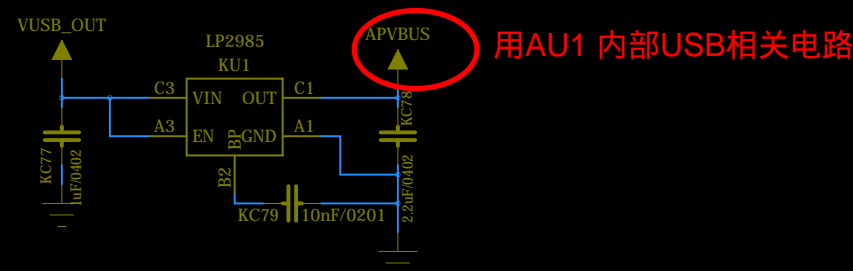 VUSB_OUT
LP2985
KU1
APVBUS
用AU1 内部USB相关电路
C3
VIN
OUT
C1
KC78
A3
EN
BP
GND
A1
KC77
1uF/0402
B2
2.2uF/0402
KC79
10nF/0201